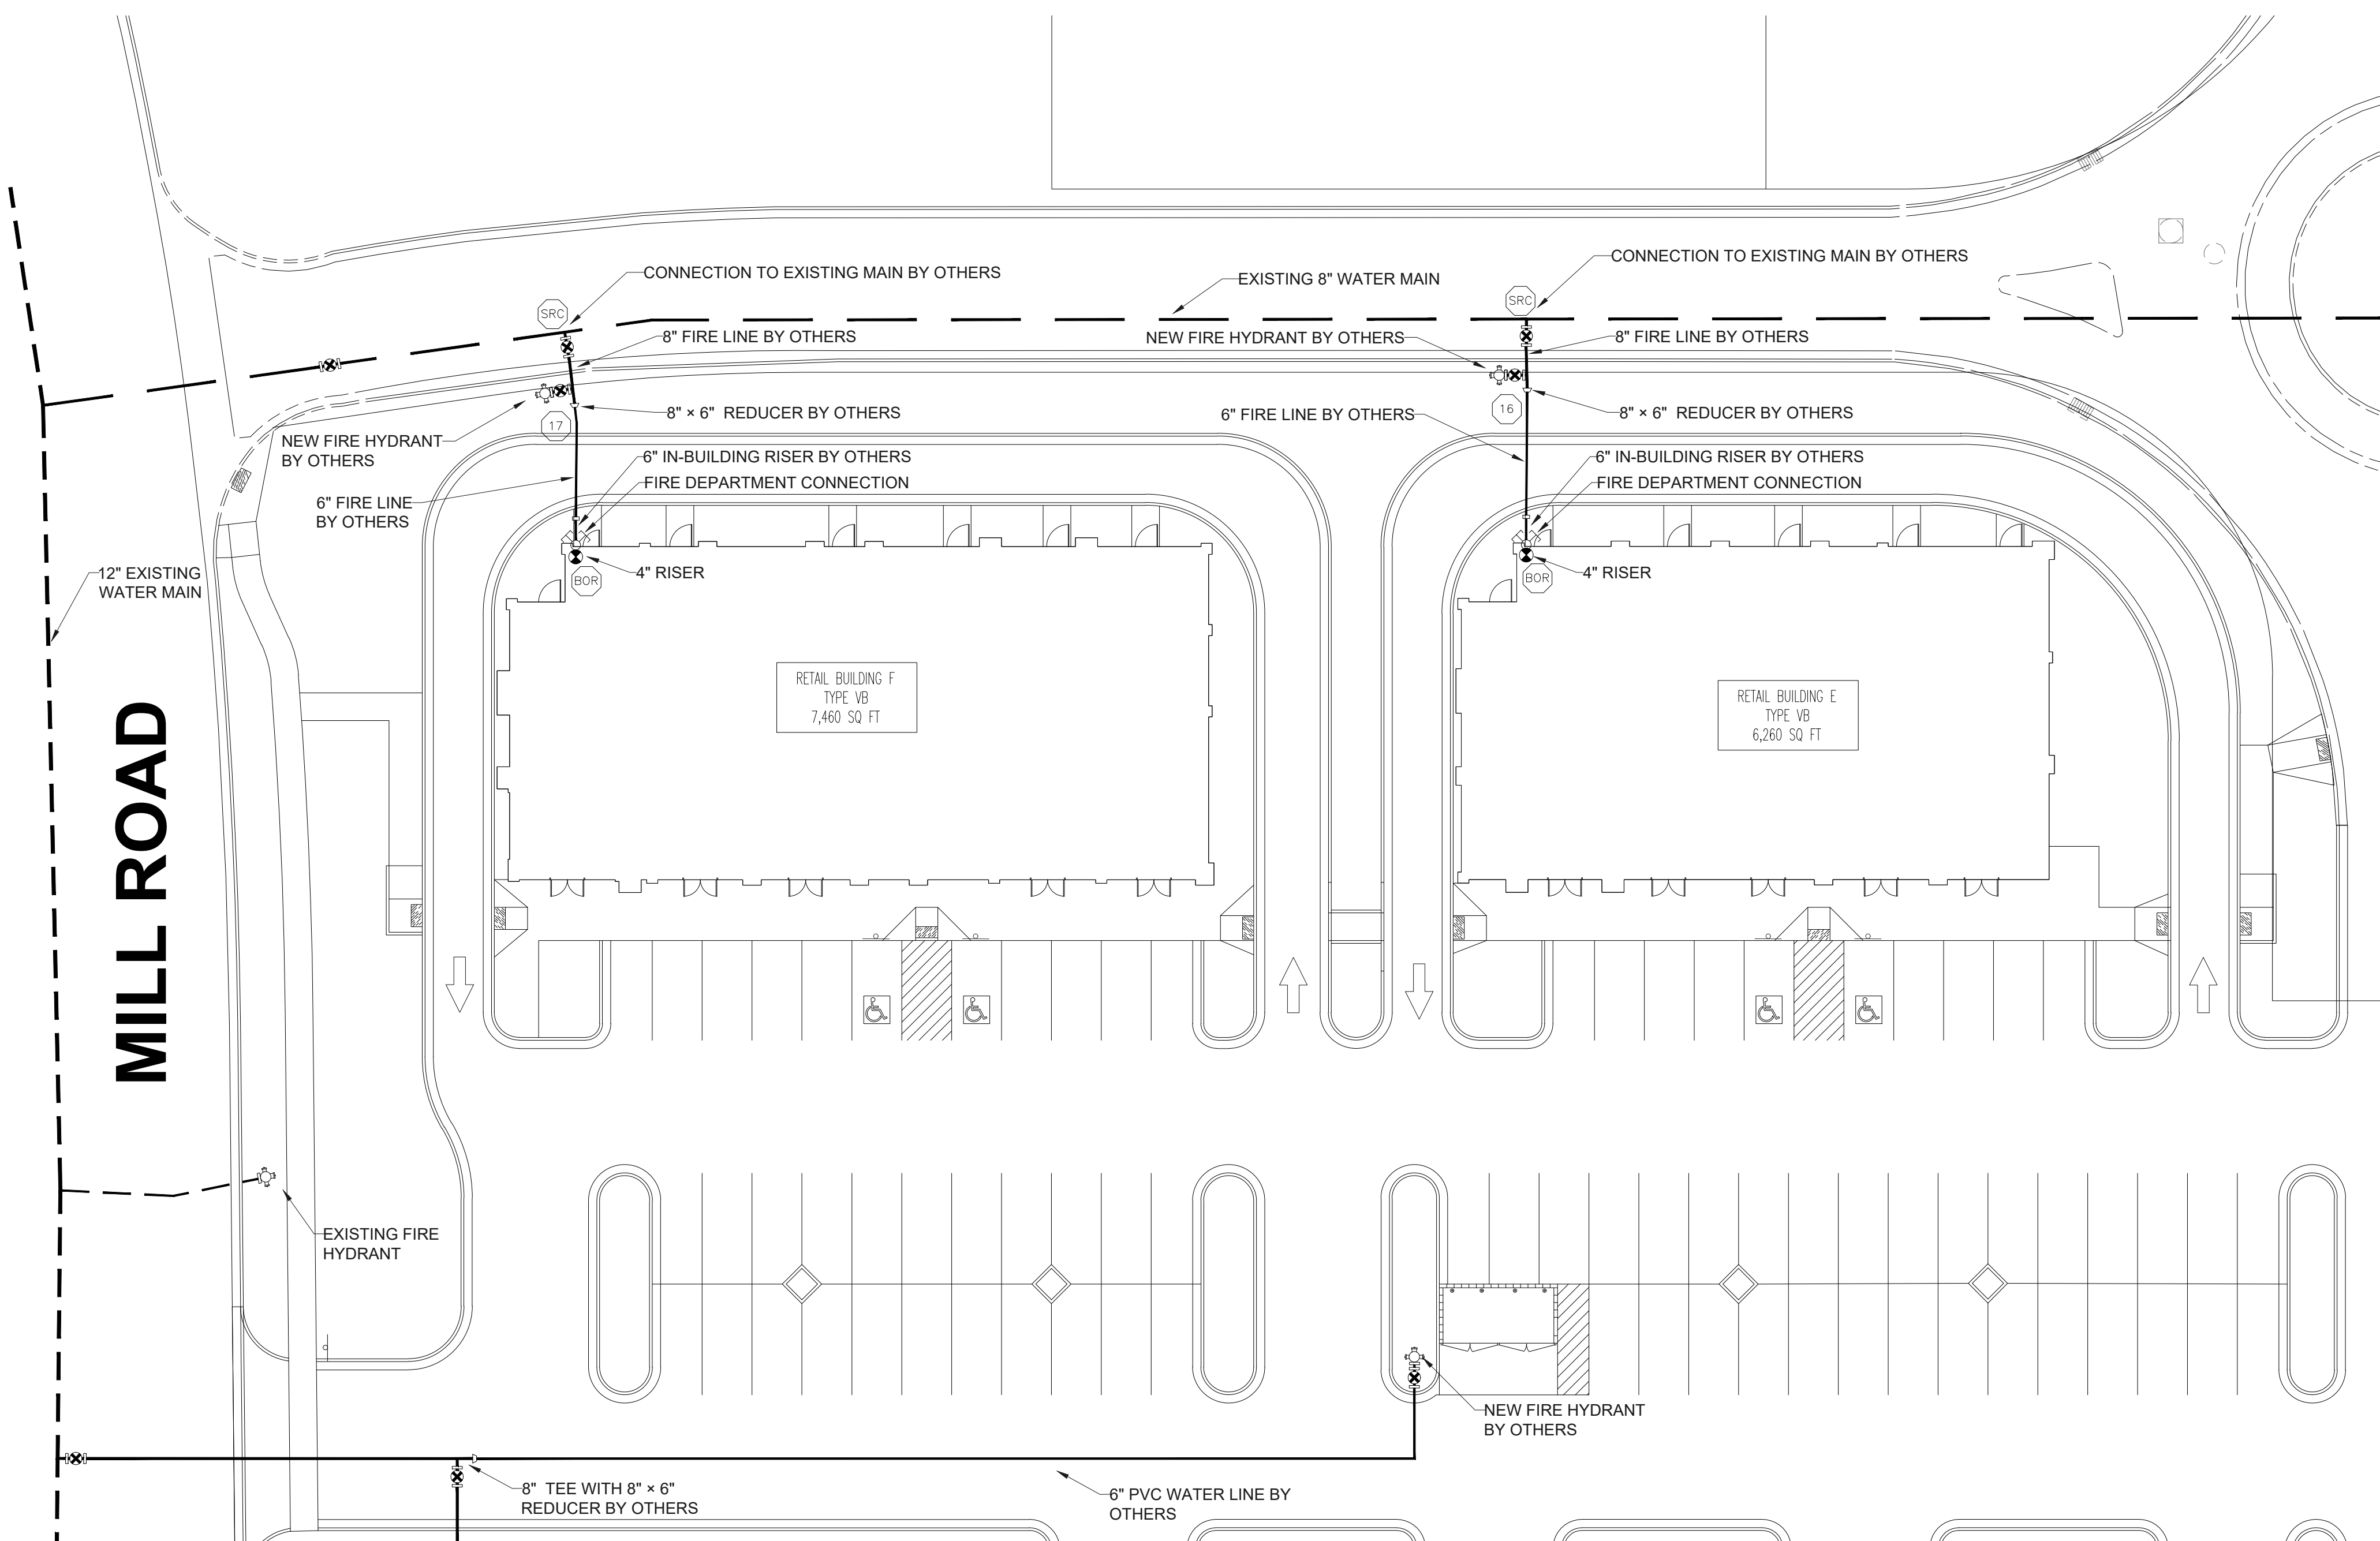 CONNECTION TO EXISTING MAIN BY OTHERS
EXISTING 8" WATER MAIN
CONNECTION TO EXISTING MAIN BY OTHERS
SRC
SRC
8" FIRE LINE BY OTHERS
NEW FIRE HYDRANT BY OTHERS
8" FIRE LINE BY OTHERS
8" × 6" REDUCER BY OTHERS
17
6" FIRE LINE BY OTHERS
16
8" × 6" REDUCER BY OTHERS
NEW FIRE HYDRANT
BY OTHERS
6" IN-BUILDING RISER BY OTHERS
FIRE DEPARTMENT CONNECTION
6" IN-BUILDING RISER BY OTHERS
FIRE DEPARTMENT CONNECTION
6" FIRE LINE
BY OTHERS
4" RISER
BOR
4" RISER
BOR
12" EXISTING
WATER MAIN
RETAIL BUILDING F
TYPE VB
7,460 SQ FT
RETAIL BUILDING E
TYPE VB
6,260 SQ FT
MILL ROAD
EXISTING FIRE
HYDRANT
NEW FIRE HYDRANT
BY OTHERS
8" TEE WITH 8" × 6"
REDUCER BY OTHERS
6" PVC WATER LINE BY
OTHERS